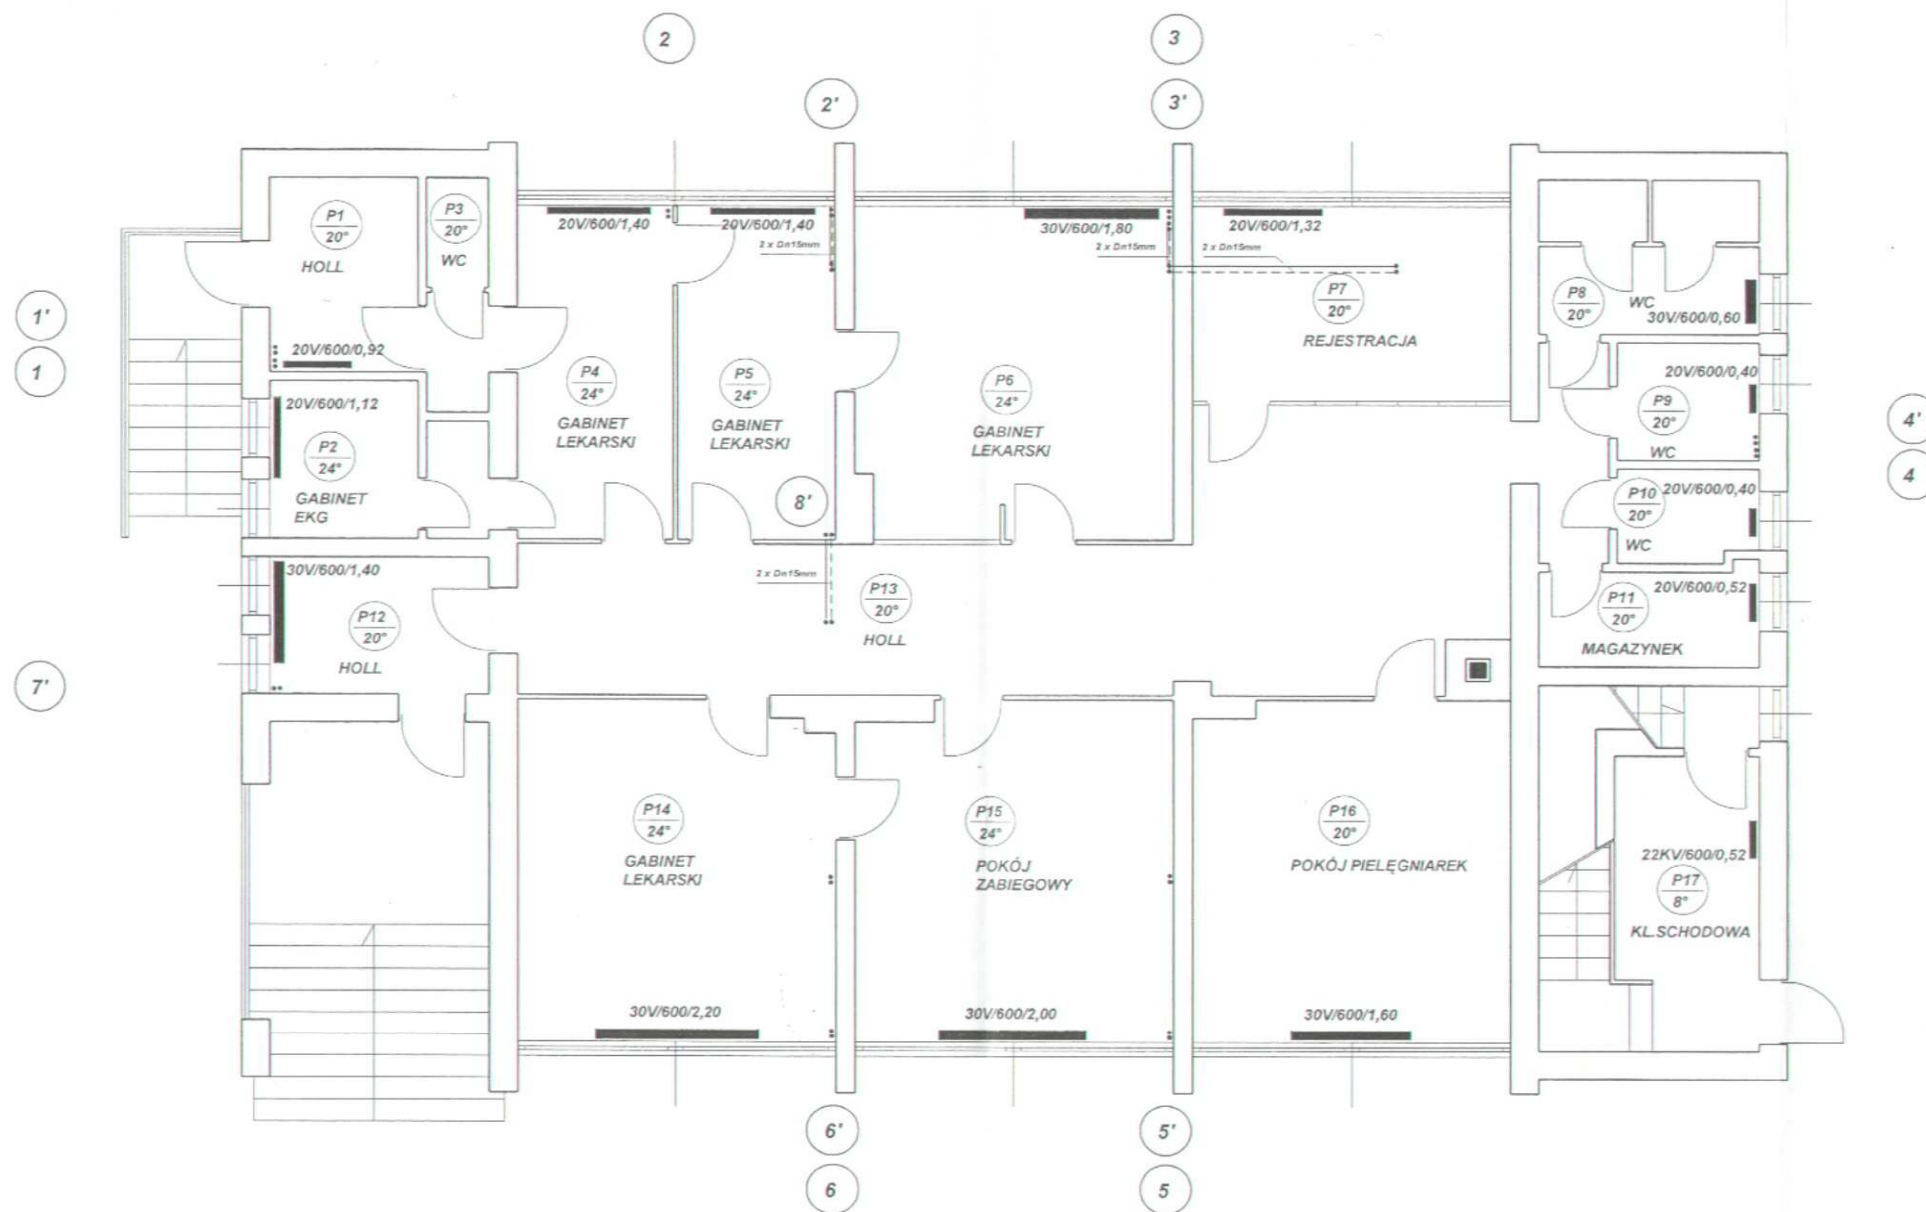 2
3
2'
3'
P1
20°
HOLL
P3
20°
WC
20V/600/1,40
20V/600/1,40
2 x Dn15mm
30V/600/1,80
2 x Dn15mm
20V/600/1,32
2 x Dn15mm
P7
20°
REJESTRACJA
P8
20°
WC
30V/600/0,60
1'
1
20V/600/0,92
20V/600/1,12
P2
24°
GABINET
EKG
P4
24°
GABINET
LEKARSKI
P5
24°
GABINET
LEKARSKI
P6
24°
GABINET
LEKARSKI
20V/600/0,40
P9
20°
WC
4'
4
8'
P10
20°
20V/600/0,40
WC
30V/600/1,40
P12
20°
HOLL
2 x Dn15mm
P13
20°
HOLL
20V/600/0,52
P11
20°
MAGAZYNEK
7'
P14
24°
GABINET
LEKARSKI
P15
24°
POKÓJ
ZABIEGOWY
P16
20°
POKÓJ PIELĘGNIAREK
22KV/600/0,52
P17
8°
KL.SCHODOWA
30V/600/2,20
30V/600/2,00
30V/600/1,60
6'
5'
6
5